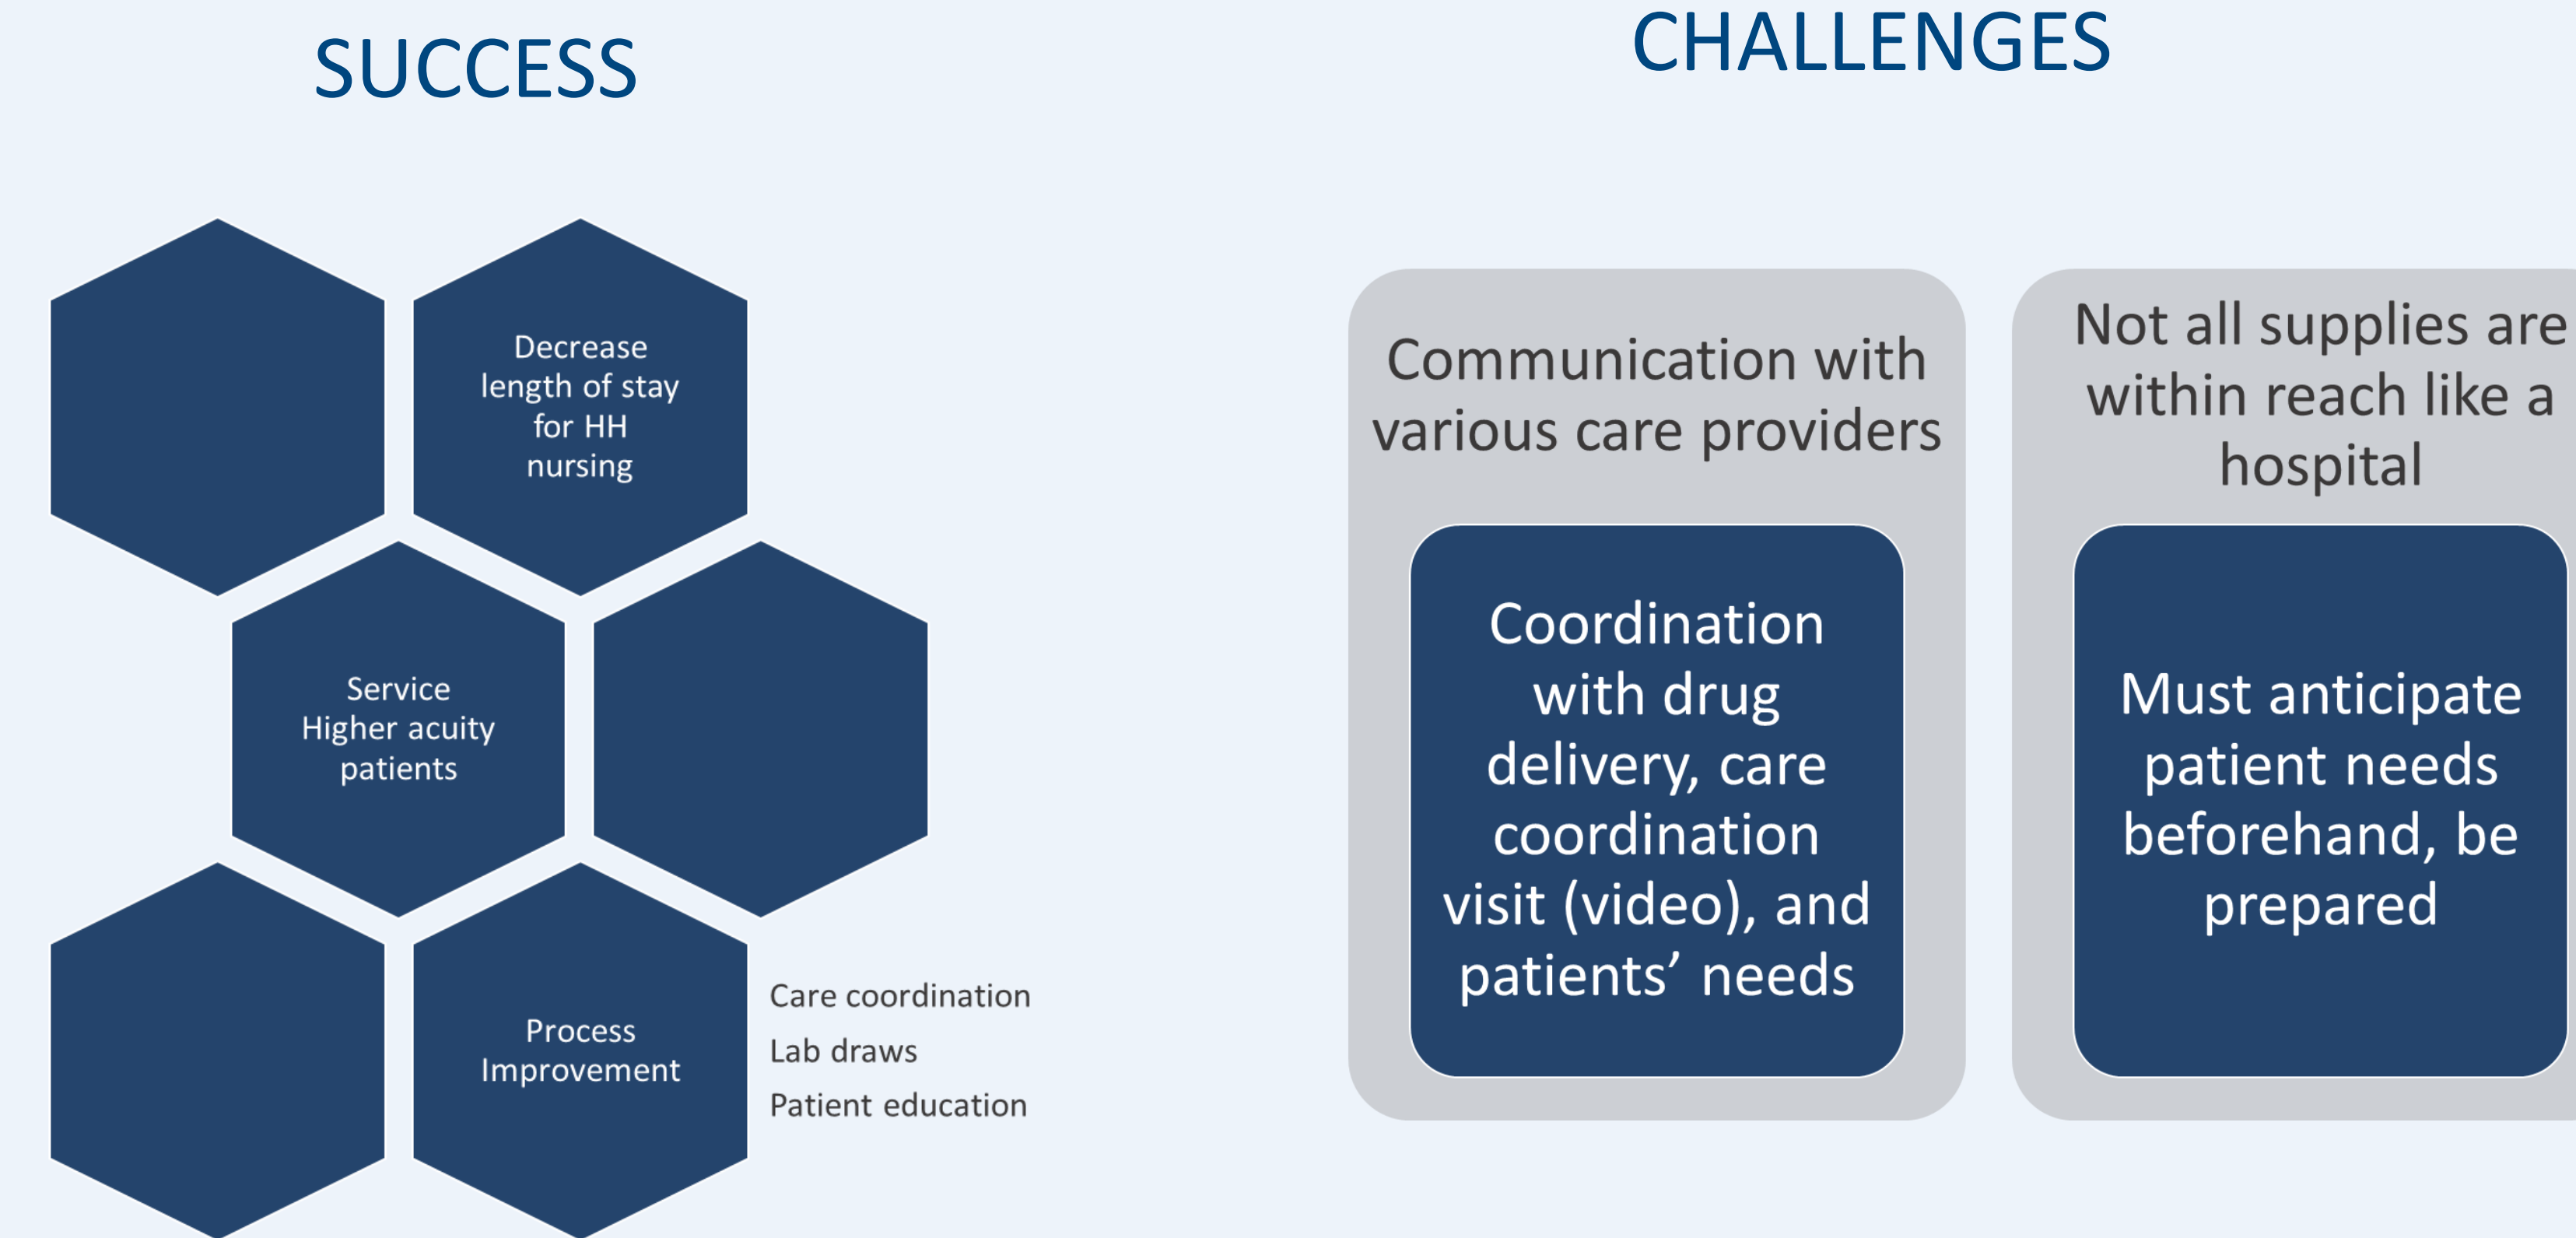 SUCCESS
Decrease
length of stay
for HH
nursing
Service
Higher acuity
patients
Process
Improvement
Care coordination
Lab draws
Patient education
CHALLENGES
Communication with
various care providers
Coordination
with drug
delivery, care
coordination
visit (video), and
patients’ needs
Not all supplies are
within reach like a
hospital
Must anticipate
patient needs
beforehand, be
prepared